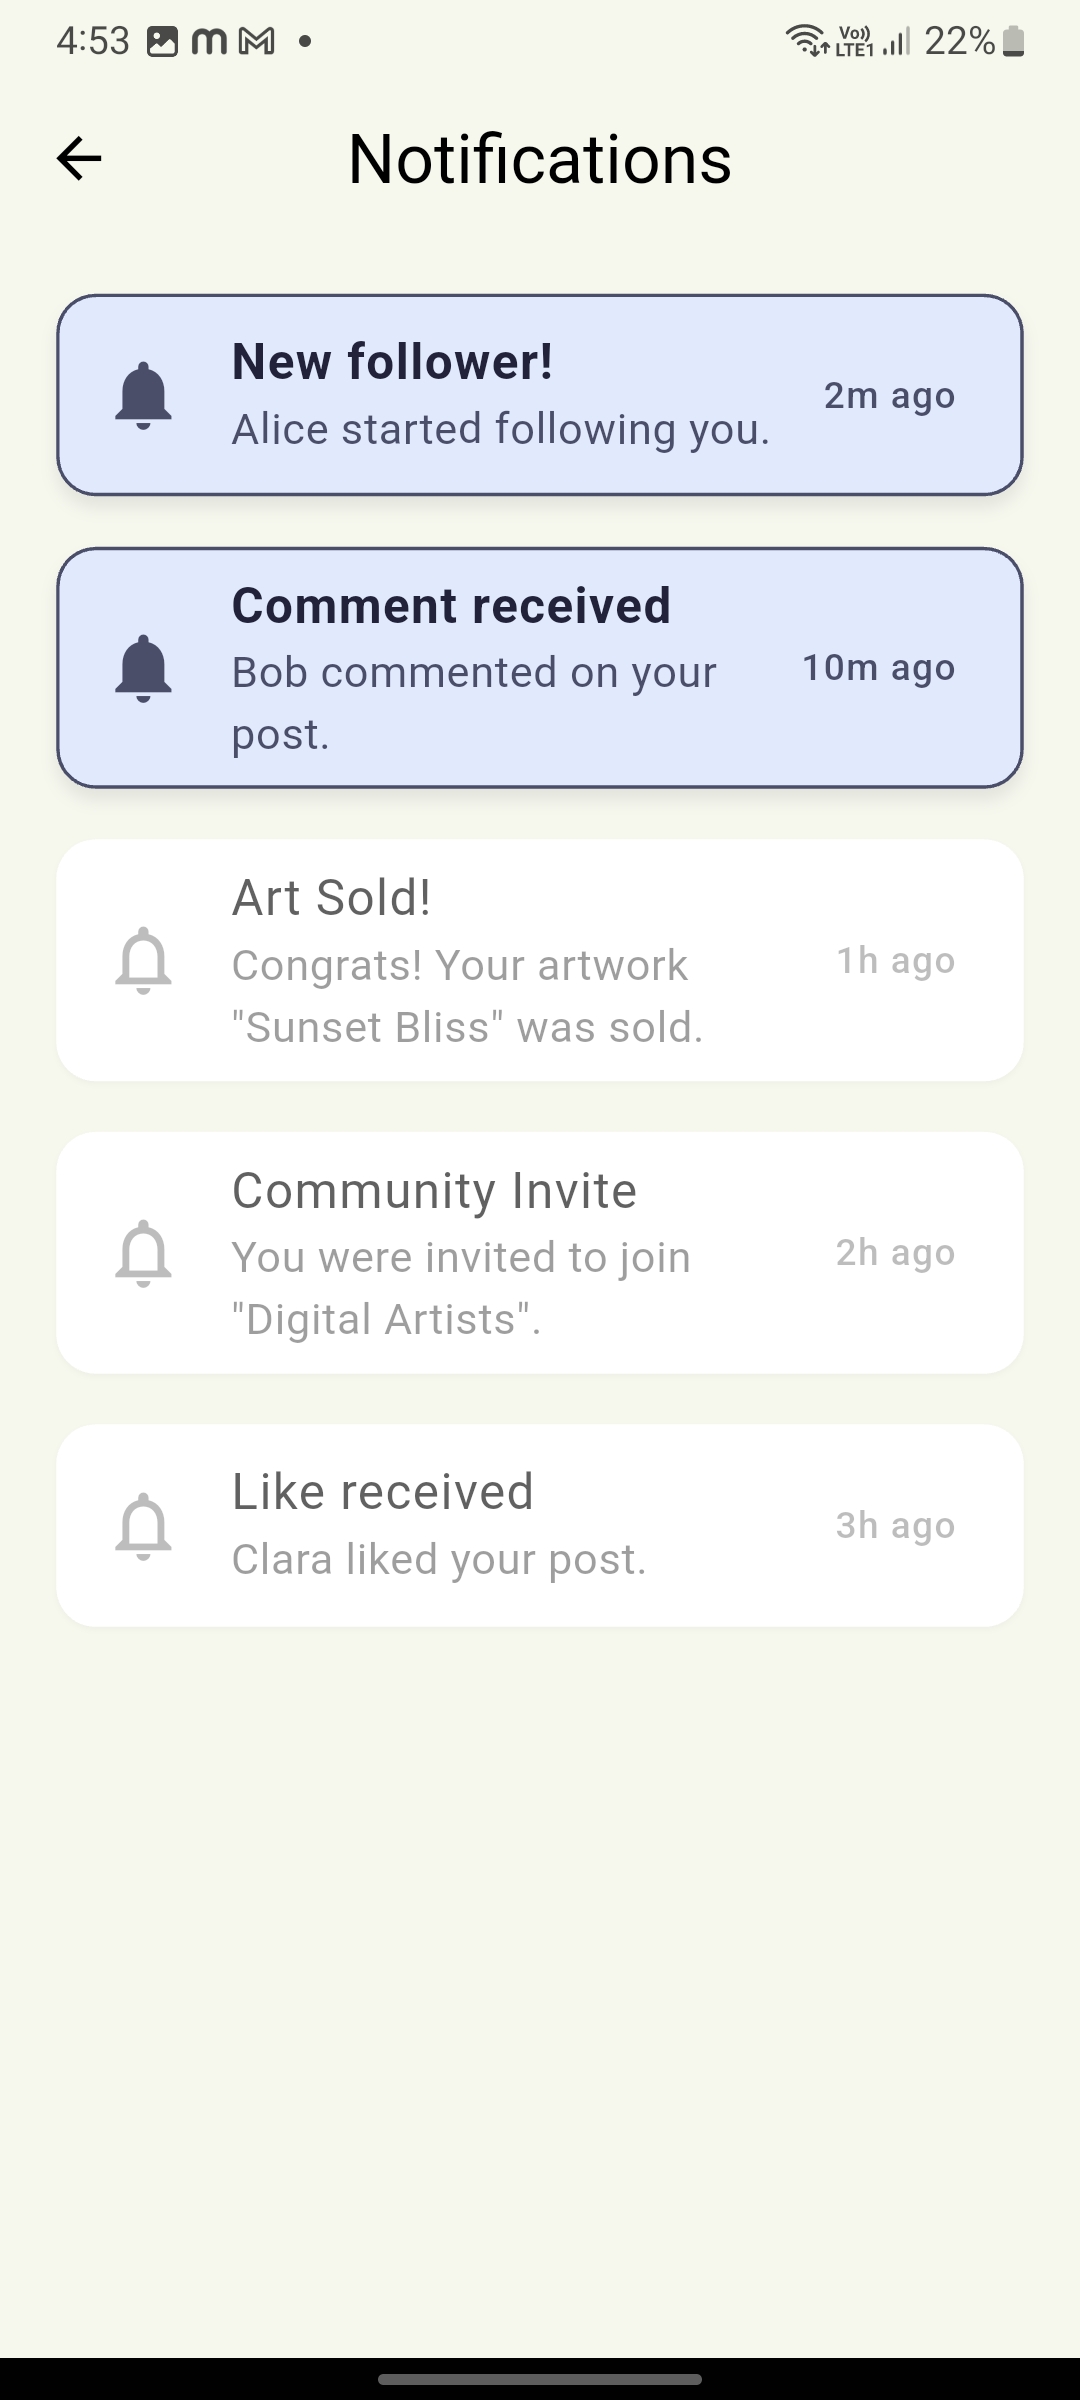 4:53
Vo)) LTE1 22%
Notifications
New follower!
Alice started following you.
2m ago
Comment received
Bob commented on your
post.
10m ago
Art Sold!
Congrats! Your artwork
"Sunset Bliss" was sold.
1h ago
Community Invite
You were invited to join
"Digital Artists".
2h ago
Like received
Clara liked your post.
3h ago